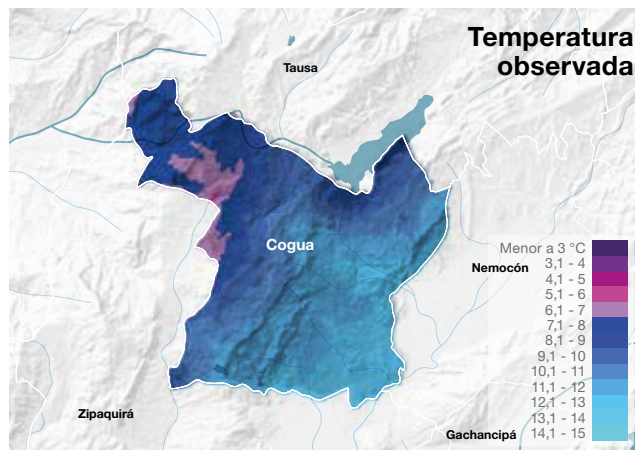 Temperatura
observada
Tausa
Cogua
Nemocón
Zipaquirá
Gachancipá
Menor a 3 °C
3,1 - 4
4,1 - 5
5,1 - 6
6,1 - 7
7,1 - 8
8,1 - 9
9,1 - 10
10,1 - 11
11,1 - 12
12,1 - 13
13,1 - 14
14,1 - 15